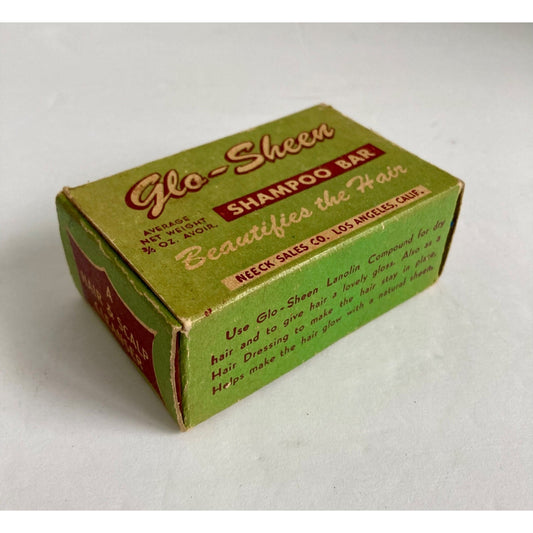 Glo-Sheen
SHAMPOO BAR
AVERAGE
NET WEIGHT
OZ. AVOIR.
Beautifies the Hair
NEECK SALES CO. LOS ANGELES, CALIF.
Use Glo-Sheen Lanolin Compound for dry
hair and to give hair a lovely gloss. Also as a
Hair Dressing to make the hair stay in place.
Helps make the hair glow with a natural sheen.
A
SCALP